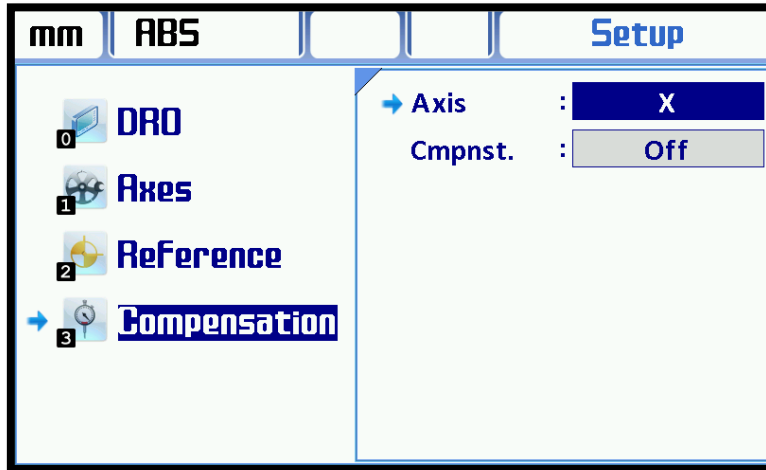 mm ABS Setup
0 DRO
1 Axes
2 Reference
3 Compensation
Axis : X
Cmpnst. : Off